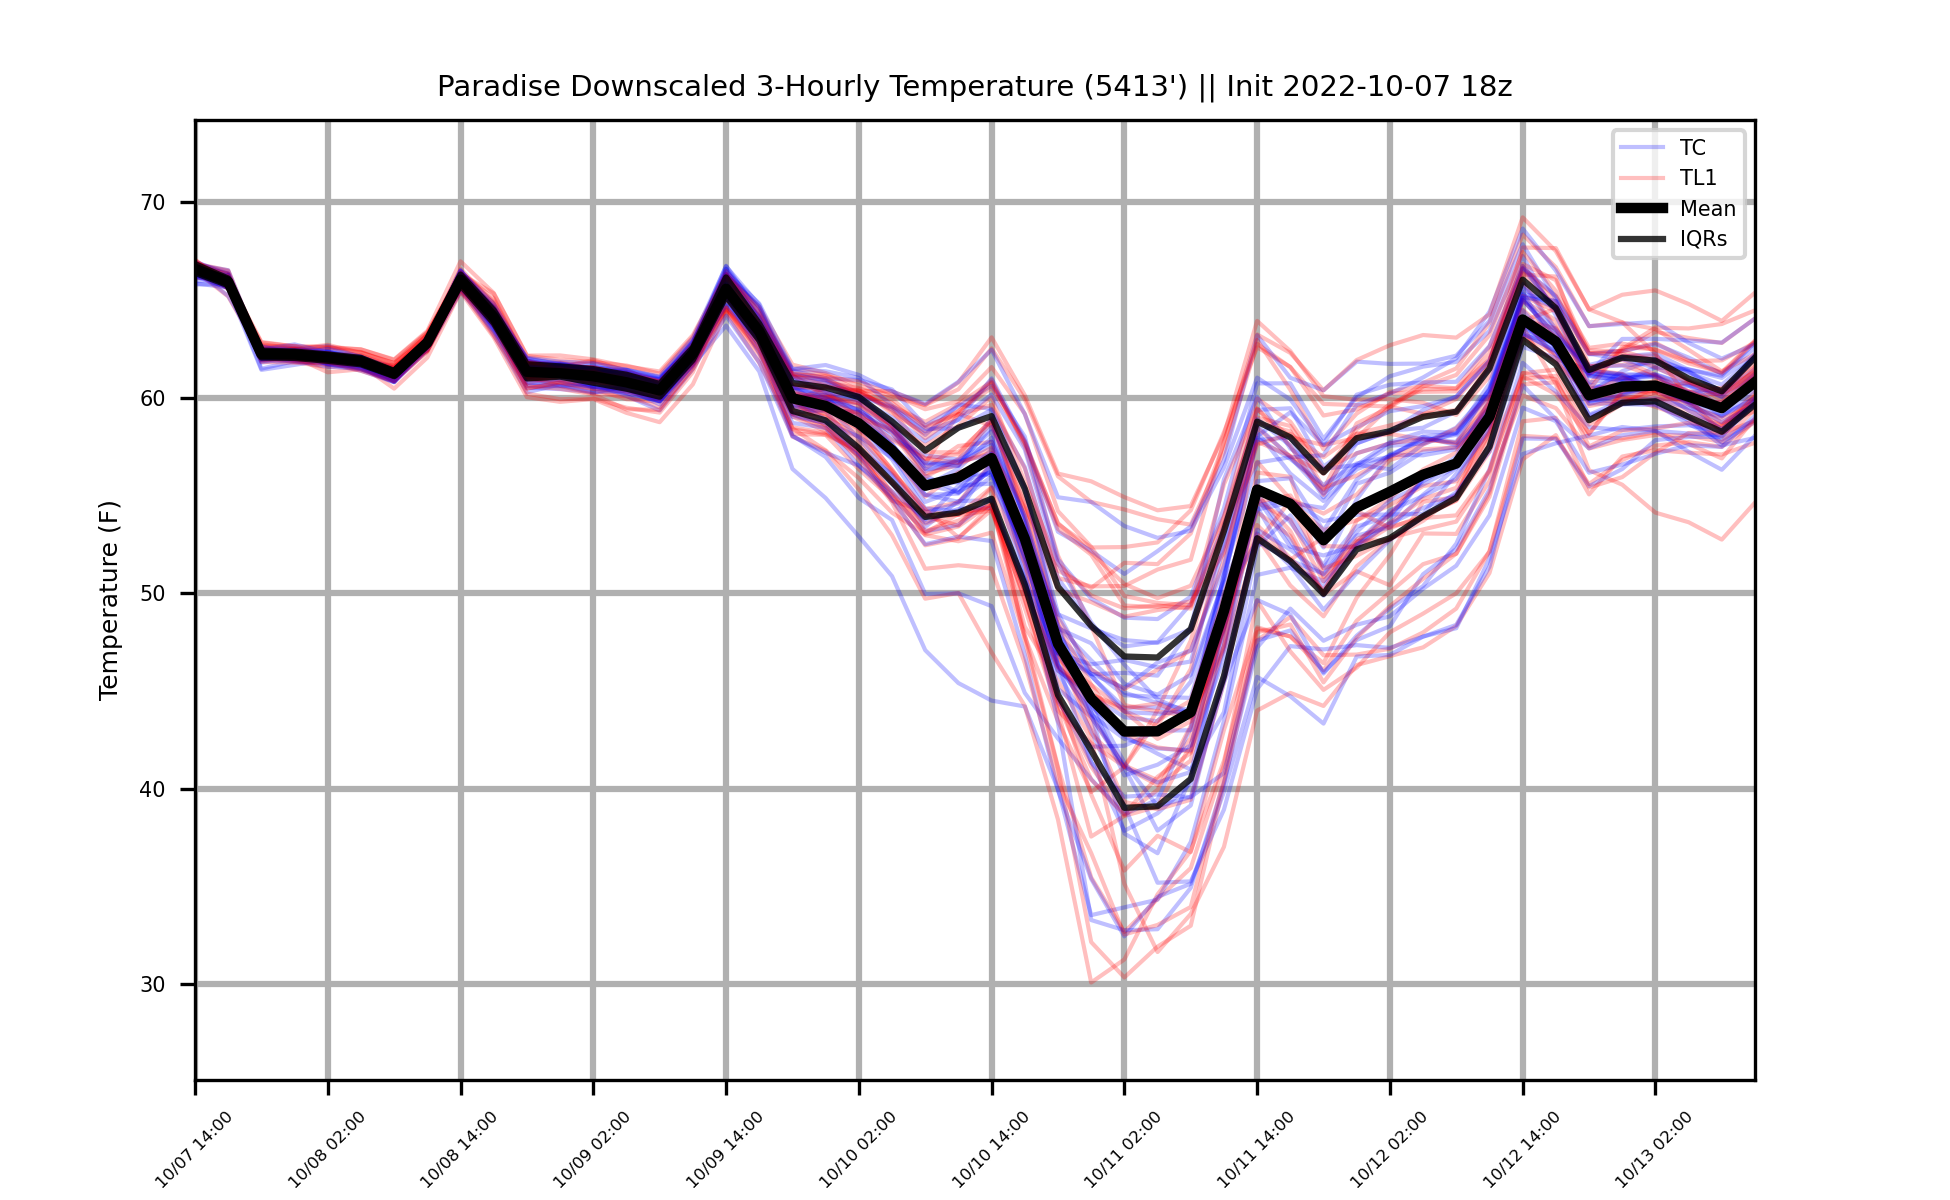 Paradise Downscaled 3-Hourly Temperature (5413') || Init 2022-10-07 18z
TC
TL1
Mean
IQRs
Temperature (F)
70
60
50
40
30
10/07 14:00
10/08 02:00
10/08 14:00
10/09 02:00
10/09 14:00
10/10 02:00
10/10 14:00
10/11 02:00
10/11 14:00
10/12 02:00
10/12 14:00
10/13 02:00